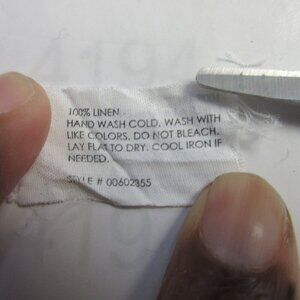 100% LINEN
HAND WASH COLD. WASH WITH
LIKE COLORS. DO NOT BLEACH.
LAY FLAT TO DRY. COOL IRON IF
NEEDED.
STYLE # 00602355